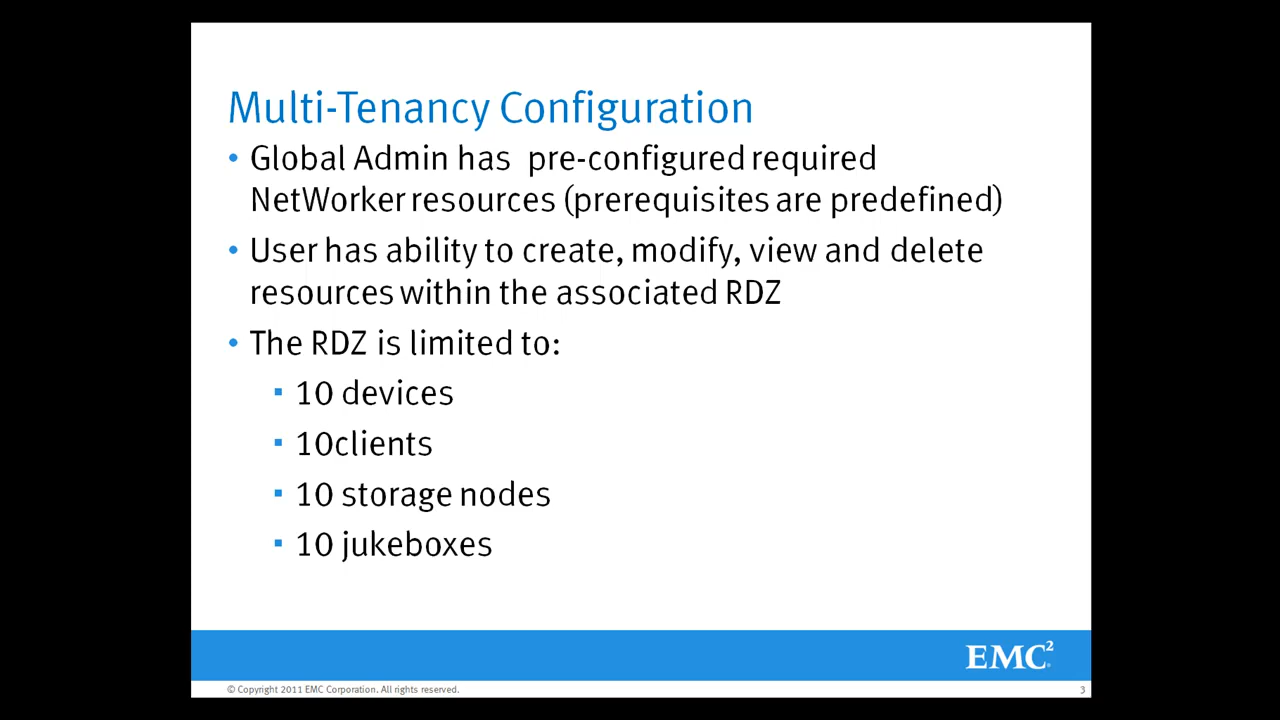 Multi-Tenancy Configuration
• Global Admin has pre-configured required
NetWorker resources (prerequisites are predefined)
• User has ability to create, modify, view and delete
resources within the associated RDZ
• The RDZ is limited to:
▪ 10 devices
▪ 10clients
▪ 10 storage nodes
▪ 10 jukeboxes
EMC²
© Copyright 2011 EMC Corporation. All rights reserved.
3